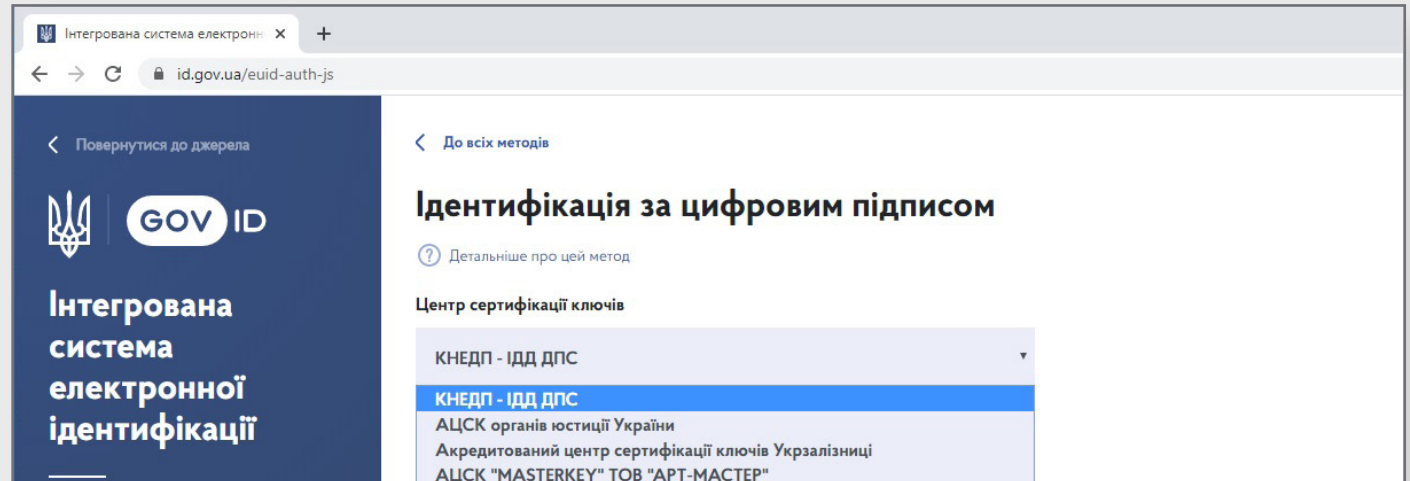 Інтегрована система електронн
id.gov.ua/euid-auth-js
Повернутися до джерела
GOV ID
Інтегрована
система
електронної
ідентифікації
До всіх методів
Ідентифікація за цифровим підписом
Детальніше про цей метод
Центр сертифікації ключів
КНЕДП - ІДД ДПС
КНЕДП - ІДД ДПС
АЦСК органів юстиції України
Акредитований центр сертифікації ключів Укрзалізниці
АЦСК "MASTERKEY" ТОВ "АРТ-МАСТЕР"